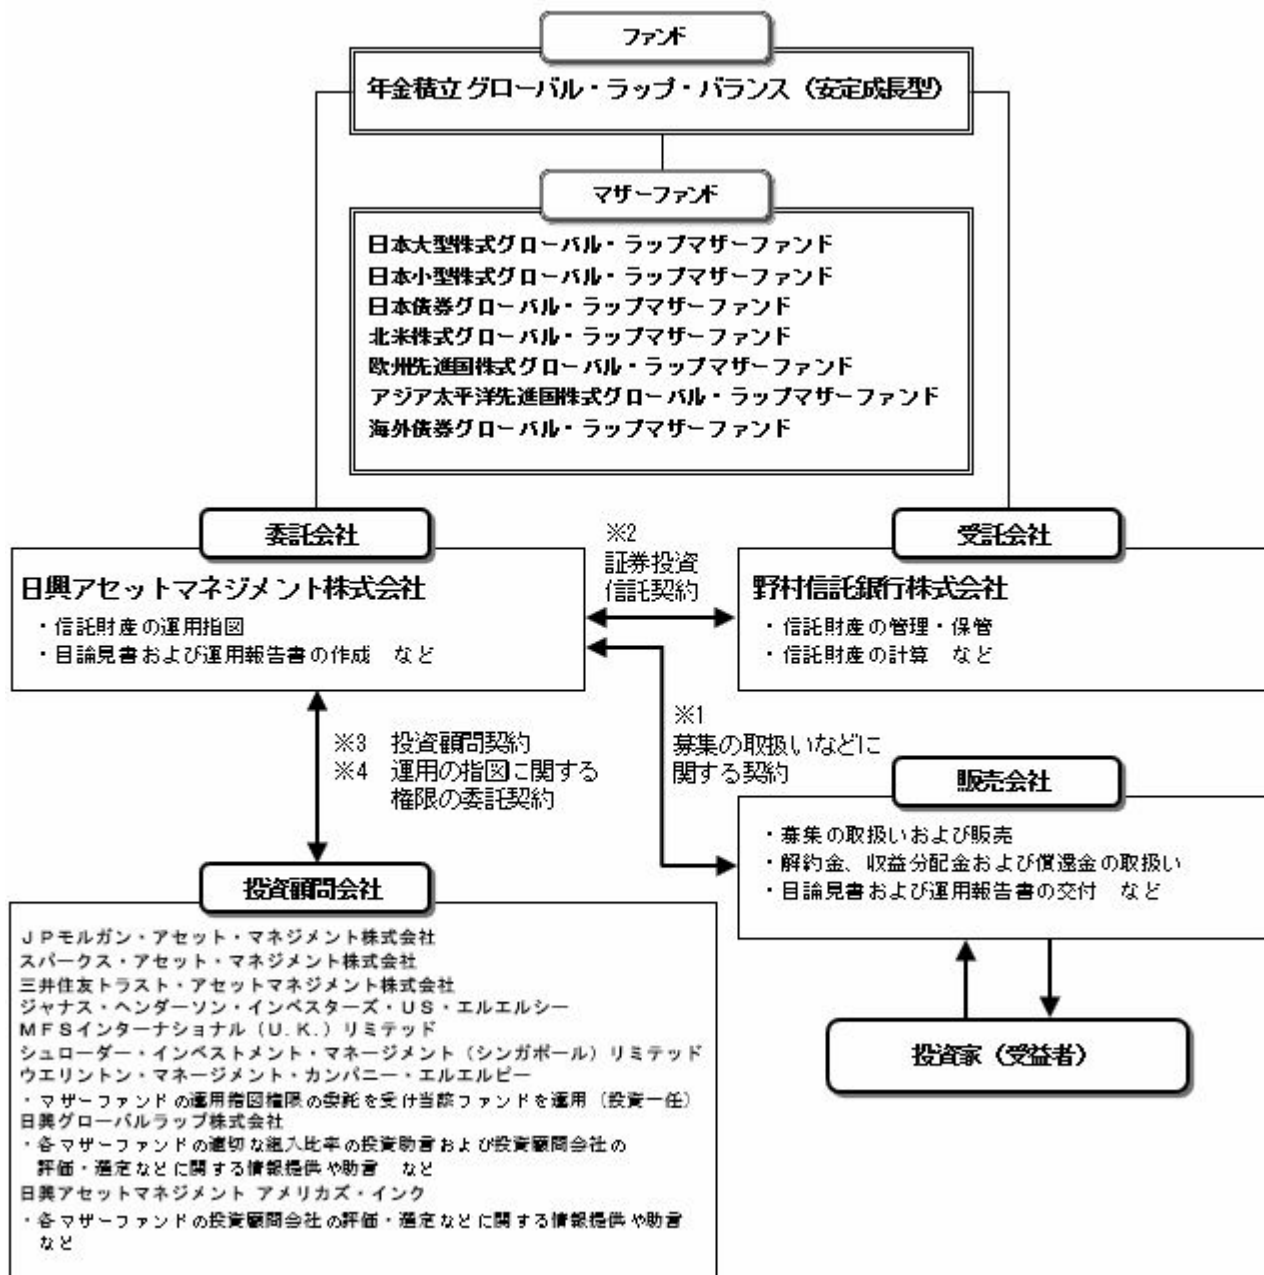 ファンド
年金積立 グローバル・ラップ・バランス（安定成長型）
マザーファンド
日本大型株式グローバル・ラップマザーファンド
日本小型株式グローバル・ラップマザーファンド
日本債券グローバル・ラップマザーファンド
北米株式グローバル・ラップマザーファンド
欧州先進国株式グローバル・ラップマザーファンド
アジア太平洋先進国株式グローバル・ラップマザーファンド
海外債券グローバル・ラップマザーファンド
委託会社
日興アセットマネジメント株式会社
・信託財産の運用指図
・目論見書および運用報告書の作成　など
※2
証券投資
信託契約
受託会社
野村信託銀行株式会社
・信託財産の管理・保管
・信託財産の計算　など
※3　投資顧問契約
※4　運用の指図に関する
権限の委託契約
※1
募集の取扱いなどに
関する契約
販売会社
・募集の取扱いおよび販売
・解約金、収益分配金および償還金の取扱い
・目論見書および運用報告書の交付　など
投資家（受益者）
投資顧問会社
ＪＰモルガン・アセット・マネジメント株式会社
スパークス・アセット・マネジメント株式会社
三井住友トラスト・アセットマネジメント株式会社
ジャナス・ヘンダーソン・インベスターズ・ＵＳ・エルエルシー
ＭＦＳインターナショナル（Ｕ．Ｋ．）リミテッド
シュローダー・インベストメント・マネージメント（シンガポール）リミテッド
ウエリントン・マネージメント・カンパニー・エルエルピー
・マザーファンドの運用指図権限の委託を受け当該ファンドを運用（投資一任）
日興グローバルラップ株式会社
・各マザーファンドの適切な組入比率の投資助言および投資顧問会社の
評価・選定などに関する情報提供や助言　など
日興アセットマネジメント アメリカズ・インク
・各マザーファンドの投資顧問会社の評価・選定などに関する情報提供や助言
など